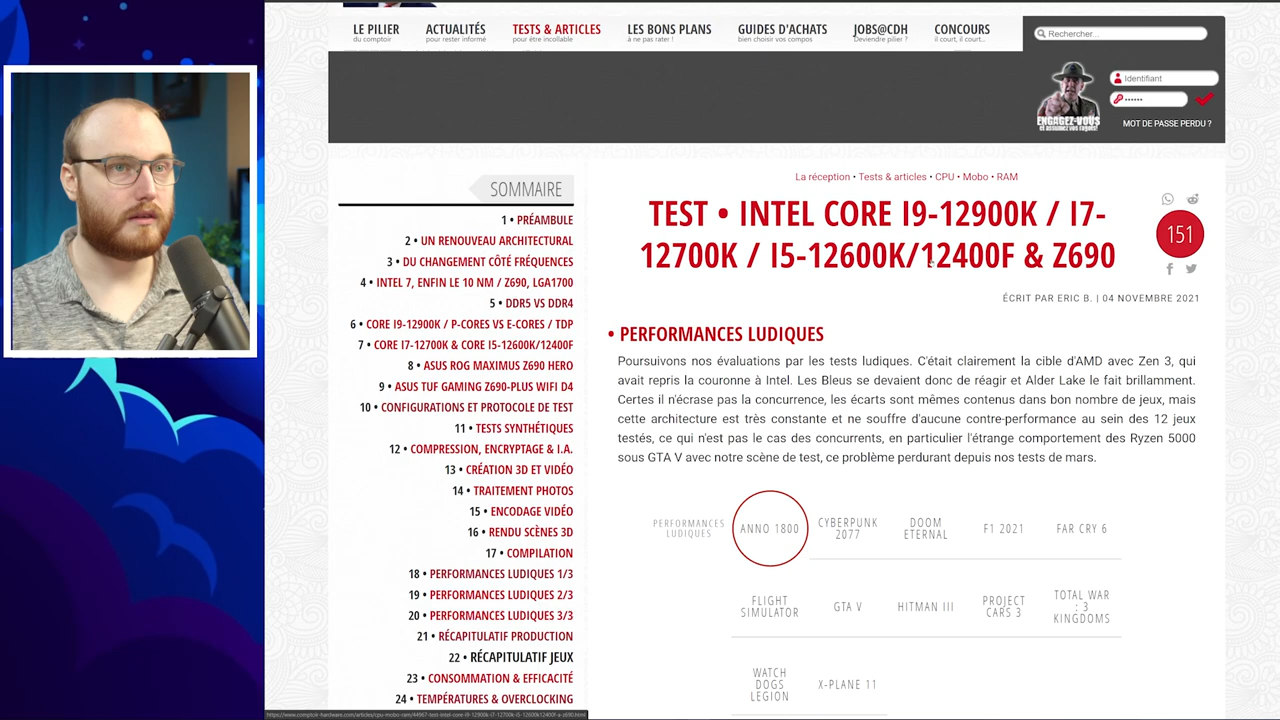 LE PILIER
du comptoir
ACTUALITÉS
pour rester informé
TESTS & ARTICLES
pour être incollable
LES BONS PLANS
à ne pas rater !
GUIDES D'ACHATS
bien choisir vos compos
JOBS@CDH
Deviendre pilier ?
CONCOURS
il court, il court...
Rechercher...
Identifiant
••••••
ENGAGEZ-VOUS
et assumez vos ragots!
MOT DE PASSE PERDU ?
SOMMAIRE
1 • PRÉAMBULE
2 • UN RENOUVEAU ARCHITECTURAL
3 • DU CHANGEMENT CÔTÉ FRÉQUENCES
4 • INTEL 7, ENFIN LE 10 NM / Z690, LGA1700
5 • DDR5 VS DDR4
6 • CORE I9-12900K / P-CORES VS E-CORES / TDP
7 • CORE I7-12700K & CORE I5-12600K/12400F
8 • ASUS ROG MAXIMUS Z690 HERO
9 • ASUS TUF GAMING Z690-PLUS WIFI D4
10 • CONFIGURATIONS ET PROTOCOLE DE TEST
11 • TESTS SYNTHÉTIQUES
12 • COMPRESSION, ENCRYPTAGE & I.A.
13 • CRÉATION 3D ET VIDÉO
14 • TRAITEMENT PHOTOS
15 • ENCODAGE VIDÉO
16 • RENDU SCÈNES 3D
17 • COMPILATION
18 • PERFORMANCES LUDIQUES 1/3
19 • PERFORMANCES LUDIQUES 2/3
20 • PERFORMANCES LUDIQUES 3/3
21 • RÉCAPITULATIF PRODUCTION
22 • RÉCAPITULATIF JEUX
23 • CONSOMMATION & EFFICACITÉ
24 • TEMPÉRATURES & OVERCLOCKING
La réception • Tests & articles • CPU • Mobo • RAM
TEST • INTEL CORE I9-12900K / I7-
12700K / I5-12600K/12400F & Z690
151
ÉCRIT PAR ERIC B. | 04 NOVEMBRE 2021
• PERFORMANCES LUDIQUES
Poursuivons nos évaluations par les tests ludiques. C'était clairement la cible d'AMD avec Zen 3, qui
avait repris la couronne à Intel. Les Bleus se devaient donc de réagir et Alder Lake le fait brillamment.
Certes il n'écrase pas la concurrence, les écarts sont mêmes contenus dans bon nombre de jeux, mais
cette architecture est très constante et ne souffre d'aucune contre-performance au sein des 12 jeux
testés, ce qui n'est pas le cas des concurrents, en particulier l'étrange comportement des Ryzen 5000
sous GTA V avec notre scène de test, ce problème perdurant depuis nos tests de mars.
PERFORMANCES
LUDIQUES
ANNO 1800
CYBERPUNK
2077
DOOM
ETERNAL
F1 2021
FAR CRY 6
FLIGHT
SIMULATOR
GTA V
HITMAN III
PROJECT
CARS 3
TOTAL WAR
: 3
KINGDOMS
WATCH
DOGS
LEGION
X-PLANE 11